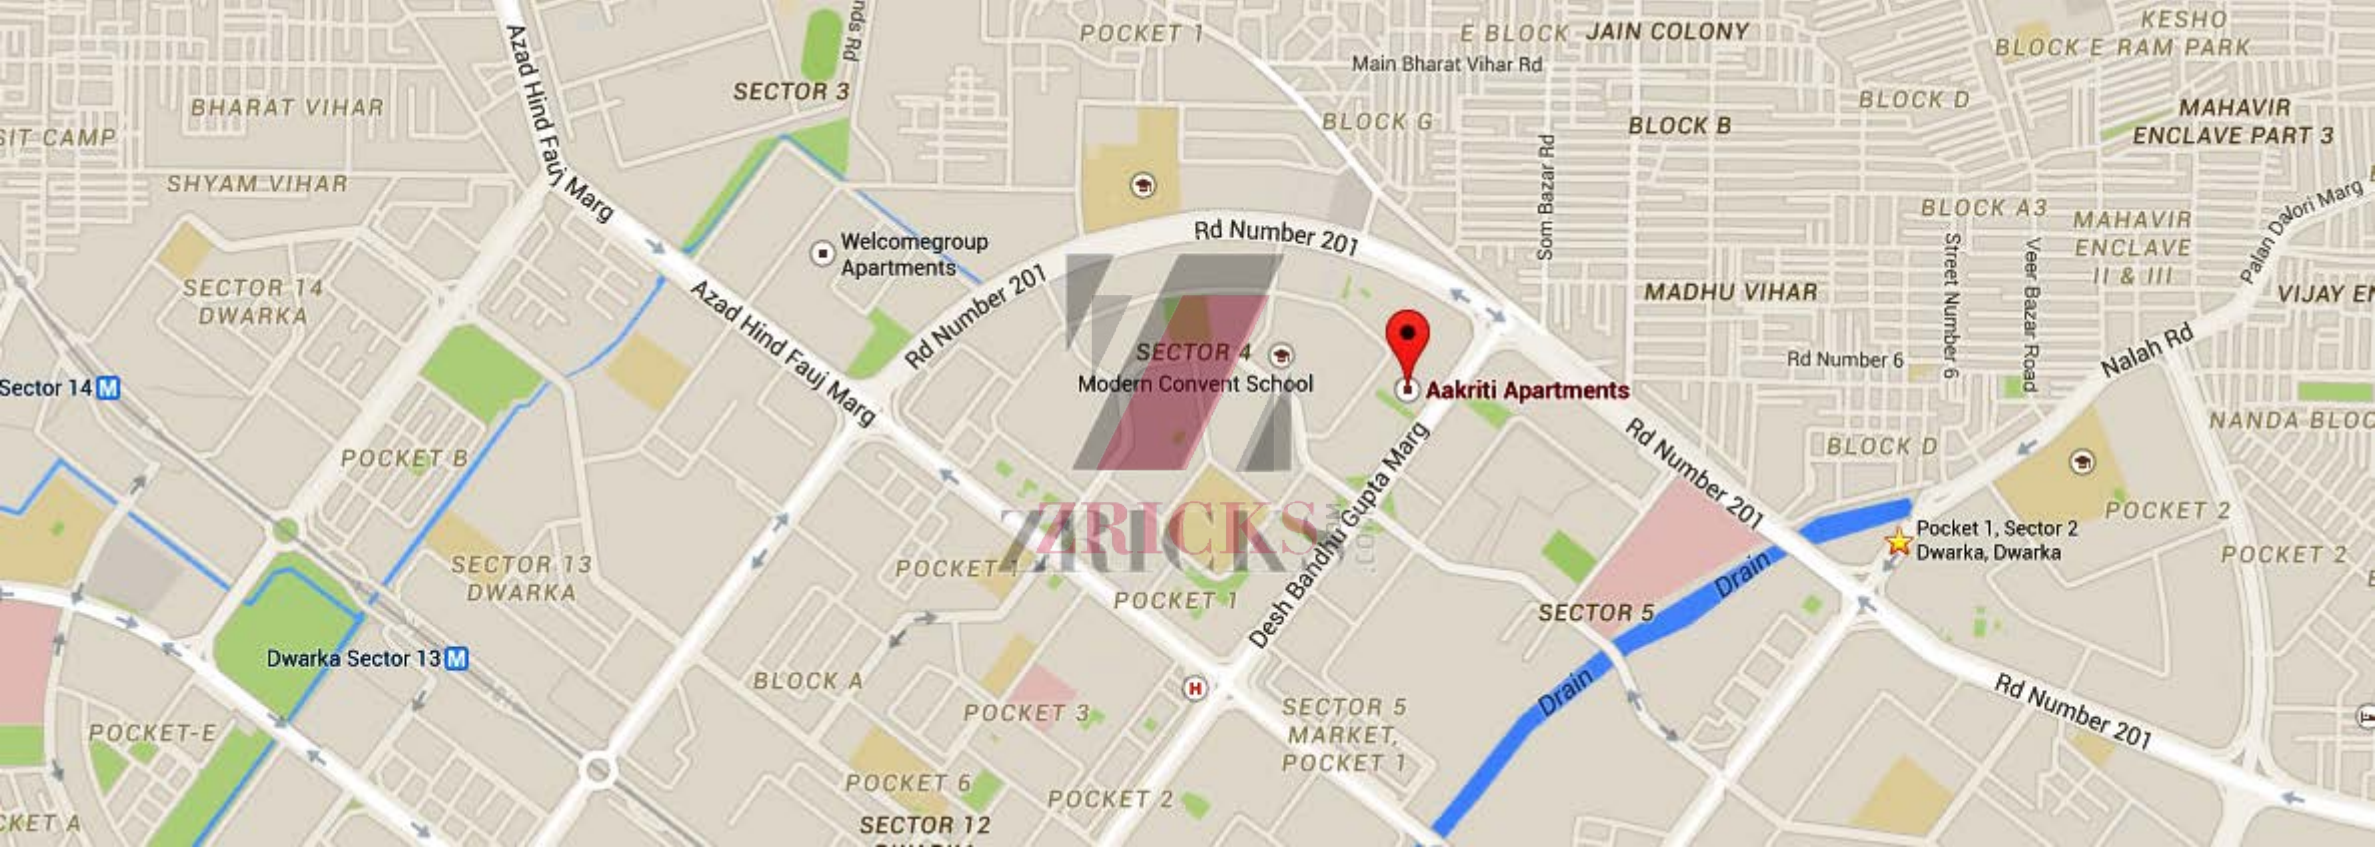 Azad Hind Fauj Marg
nds Rd
POCKET 1
E BLOCK
JAIN COLONY
KESHO
RAM PARK
BLOCK E
Main Bharat Vihar Rd
SECTOR 3
BHARAT VIHAR
SIT CAMP
BLOCK G
BLOCK B
BLOCK D
MAHAVIR
ENCLAVE PART 3
SHYAM VIHAR
Som Bazar Rd
BLOCK A3
MAHAVIR
ENCLAVE
II & III
Palan Dalori Marg
Welcomegroup
Apartments
Rd Number 201
Rd Number 201
SECTOR 14
DWARKA
Azad Hind Fauj Marg
MADHU VIHAR
Street Number 6
Veer Bazar Road
VIJAY EN
SECTOR 4
Modern Convent School
Aakriti Apartments
Rd Number 6
Nalah Rd
Sector 14 M
NANDA BLOC
POCKET B
Desh Bandhu Gupta Marg
Rd Number 201
BLOCK D
POCKET 2
ZRICKS
ZRICKS
.COM
Pocket 1, Sector 2
Dwarka, Dwarka
POCKET 2
SECTOR 13
DWARKA
POCKET 1
POCKET 1
Drain
SECTOR 5
Dwarka Sector 13 M
BLOCK A
H
Drain
POCKET 3
SECTOR 5
MARKET,
POCKET 1
Rd Number 201
POCKET-E
POCKET 6
POCKET 2
CKET A
SECTOR 12